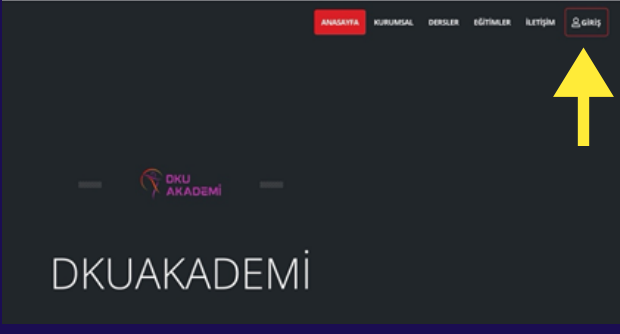 ANASAYFA KURUMSAL DERSLER EĞİTİMLER İLETİŞİM GİRİŞ
DKU
AKADEMİ
DKUAKADEMİ